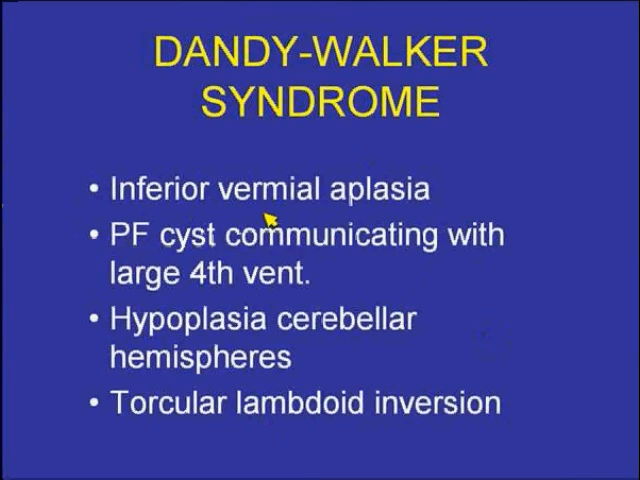 DANDY-WALKER
SYNDROME
• Inferior vermial aplasia
• PF cyst communicating with
large 4th vent.
• Hypoplasia cerebellar
hemispheres
• Torcular lambdoid inversion